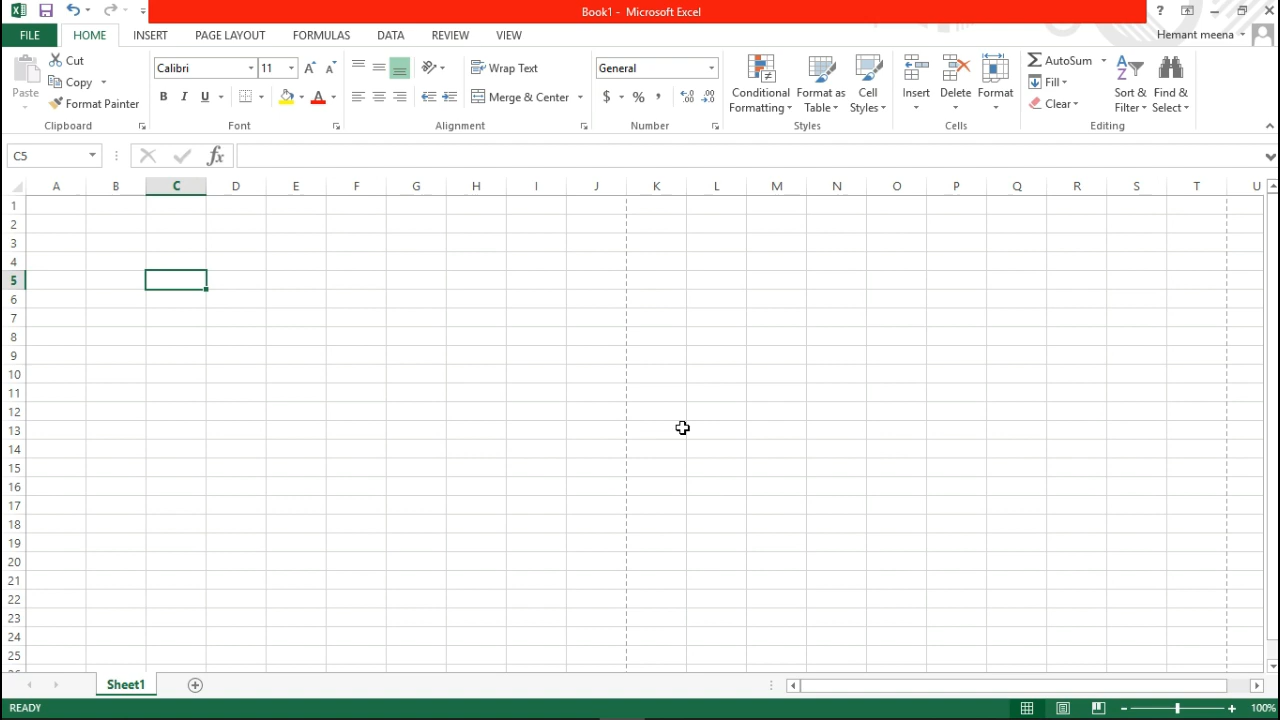 Book1 - Microsoft Excel
?
FILE HOME INSERT PAGE LAYOUT FORMULAS DATA REVIEW VIEW Hemant meena
Paste
Cut
Copy
Format Painter
Clipboard
Calibri 11
B I U A
Font
Wrap Text
Merge & Center
Alignment
General
$ % ,
Number
Conditional Formatting
Format as Table
Cell Styles
Styles
Insert
Delete
Format
Cells
AutoSum
Fill
Clear
Sort & Filter
Find & Select
Editing
C5 fx
A B C D E F G H I J K L M N O P Q R S T U
1
2
3
4
5
6
7
8
9
10
11
12
13
14
15
16
17
18
19
20
21
22
23
24
25
Sheet1
READY 100%